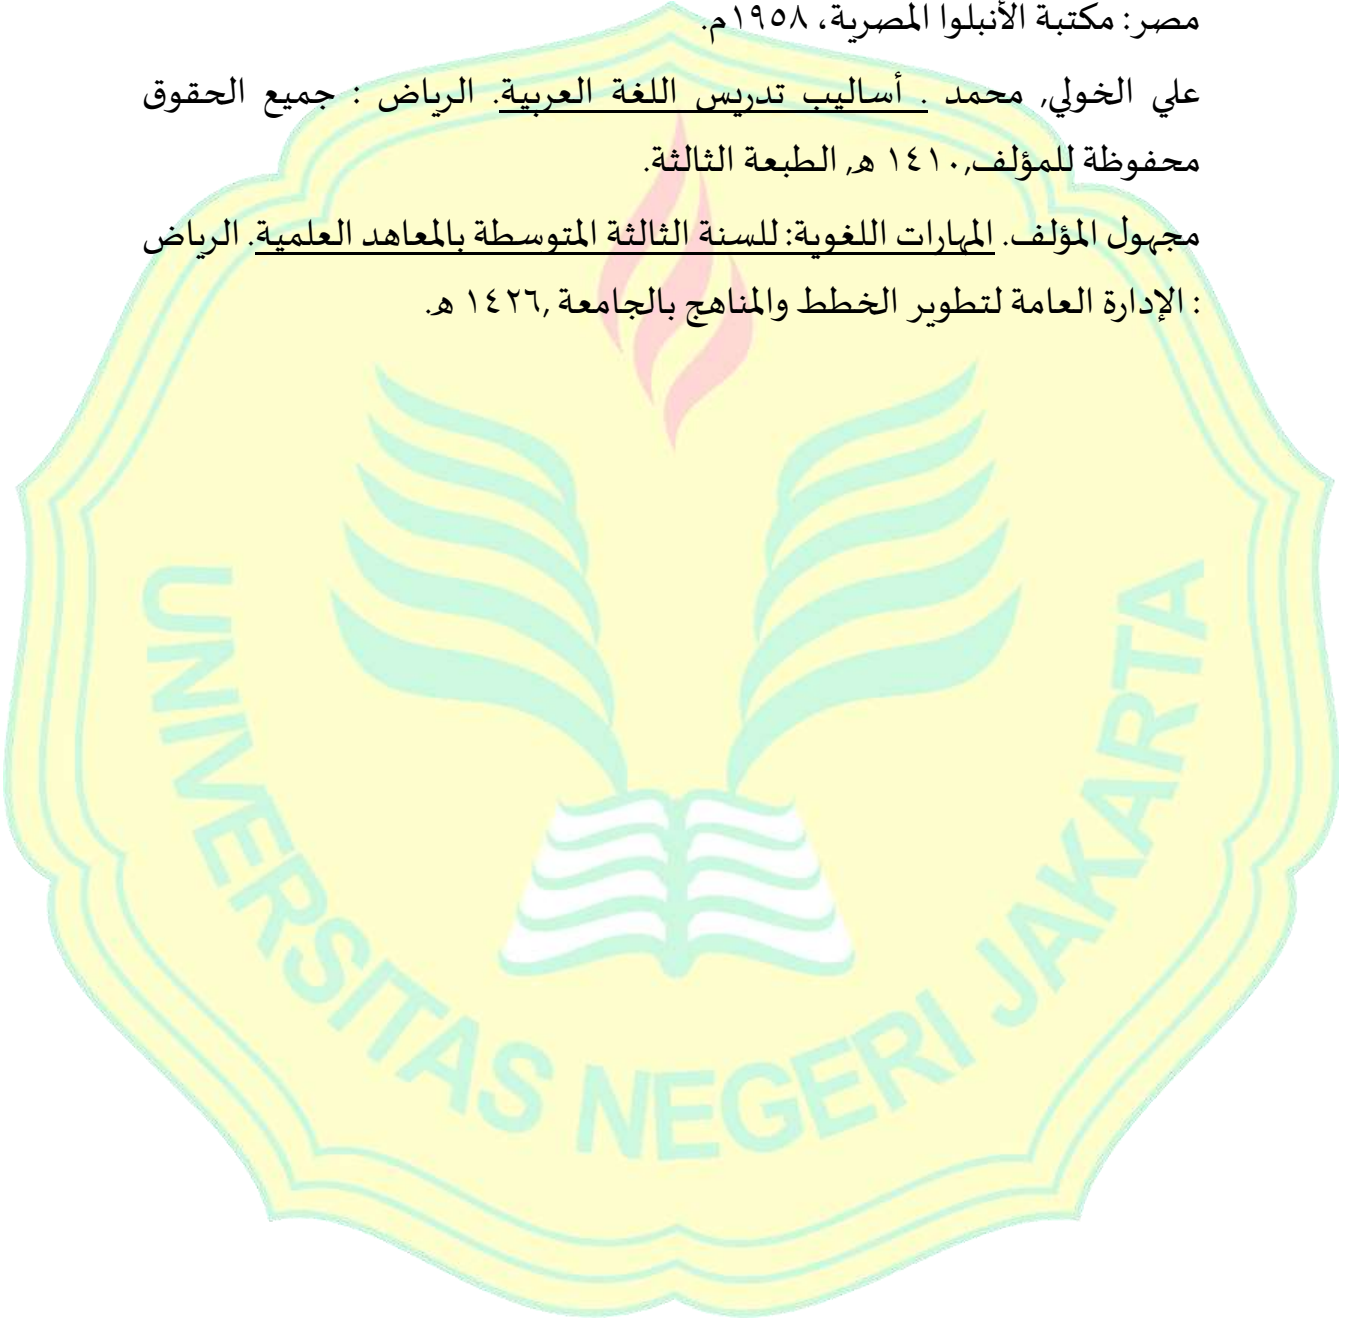 مصر: مكتبة الأنبلوا المصرية، ١٩٥٨م.
علي الخولي, محمد . أساليب تدريس اللغة العربية. الرياض : جميع الحقوق
محفوظة للمؤلف,١٤١٠ ه, الطبعة الثالثة.
مجهول المؤلف. المهارات اللغوية: للسنة الثالثة المتوسطة بالمعاهد العلمية. الرياض
: الإدارة العامة لتطوير الخطط والمناهج بالجامعة ,١٤٢٦ ه.
UNIVERSITAS NEGERI JAKARTA